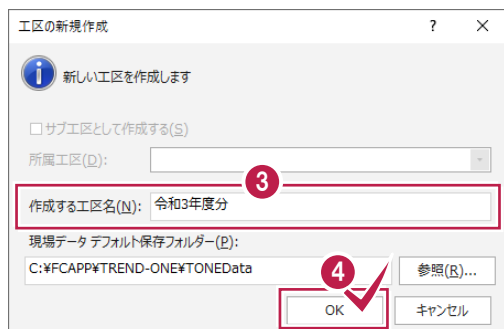 工区の新規作成 ? ×
新しい工区を作成します
サブ工区として作成する(S)
所属工区(D):
3
作成する工区名(N): 令和3年度分
現場データ デフォルト保存フォルダー(P):
C:¥FCAPP¥TREND-ONE¥TONEData 参照(R)...
4
OK キャンセル